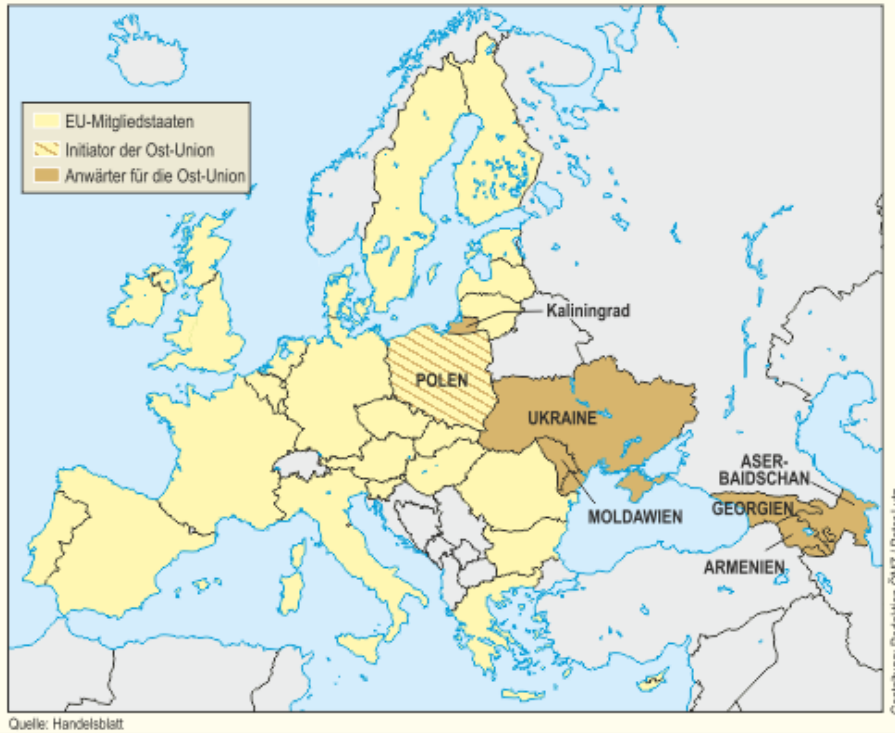 EU-Mitgliedstaaten
Initiator der Ost-Union
Anwärter für die Ost-Union
Kaliningrad
POLEN
UKRAINE
ASER-
BAIDSCHAN
GEORGIEN
MOLDAWIEN
ARMENIEN
Quelle: Handelsblatt